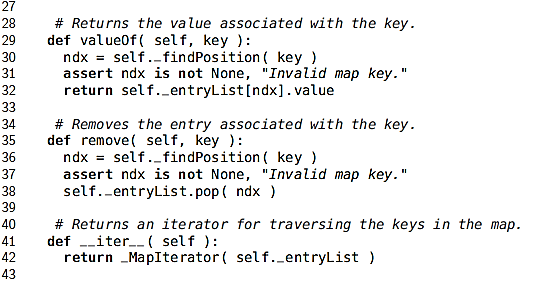 27
28 # Returns the value associated with the key.
29 def valueOf( self, key ):
30 ndx = self._findPosition( key )
31 assert ndx is not None, "Invalid map key."
32 return self._entryList[ndx].value
33
34 # Removes the entry associated with the key.
35 def remove( self, key ):
36 ndx = self._findPosition( key )
37 assert ndx is not None, "Invalid map key."
38 self._entryList.pop( ndx )
39
40 # Returns an iterator for traversing the keys in the map.
41 def __iter__( self ):
42 return _MapIterator( self._entryList )
43